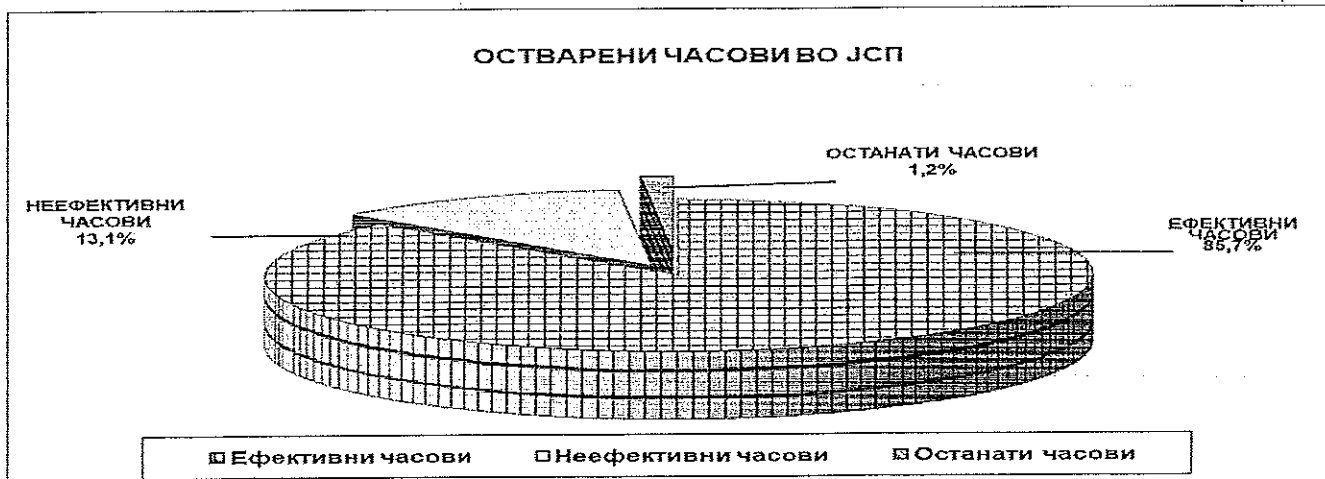 ОСТВАРЕНИ ЧАСОВИ ВО ЈСП
ОСТАНАТИ ЧАСОВИ
1,2%
НЕЕФЕКТИВНИ
ЧАСОВИ
13,1%
ЕФЕКТИВНИ
ЧАСОВИ
85,7%
Ефективни часови Неефективни часови Останати часови